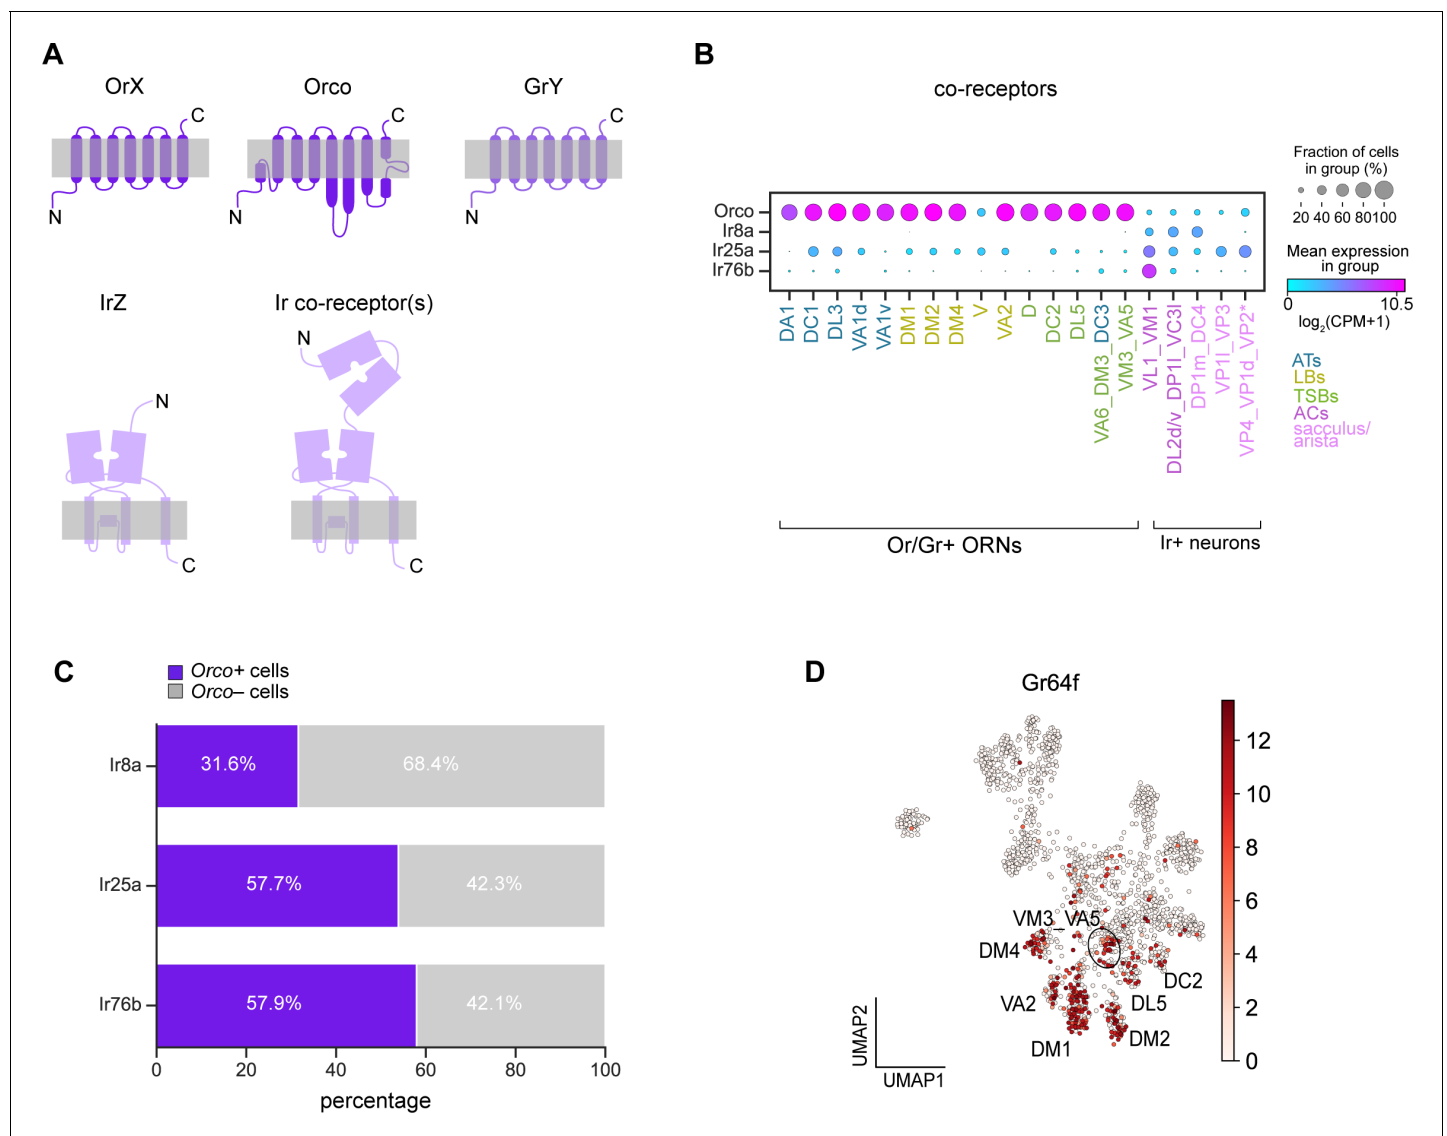 A
OrX
Orco
GrY
C
N
C
N
C
N
IrZ
Ir co-receptor(s)
N
C
N
C
B
co-receptors
Orco
Ir8a
Ir25a
Ir76b
DA1
DC1
DL3
VA1d
VA1v
DM1
DM2
DM4
V
VA2
D
DC2
DL5
VA6_DM3_DC3
VM3_VA5
VL1_VM1
DL2d/v_DP1l_VC3l
DP1m_DC4
VP1l_VP3
VP4_VP1d_VP2*
Or/Gr+ ORNs
Ir+ neurons
Fraction of cells
in group (%)
20 40 60 80 100
Mean expression
in group
0 10.5
log2(CPM+1)
ATs
LBs
TSBs
ACs
sacculus/
arista
C
Orco+ cells
Orco– cells
Ir8a
31.6% 68.4%
Ir25a
57.7% 42.3%
Ir76b
57.9% 42.1%
0 20 40 60 80 100
percentage
D
Gr64f
VM3_VA5
DM4
DC2
VA2
DL5
DM2
DM1
UMAP2
UMAP1
12
10
8
6
4
2
0